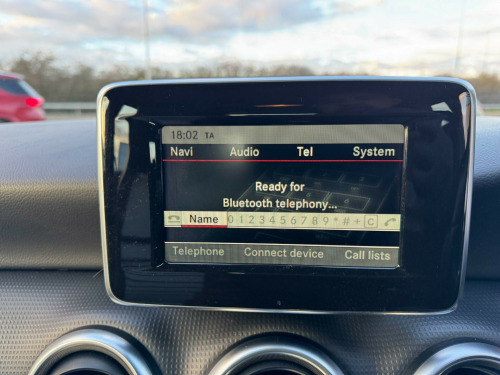 18:02 TA
Navi Audio Tel System
Ready for
Bluetooth telephony...
Name 0 1 2 3 4 5 6 7 8 9 * # + C
Telephone Connect device Call lists